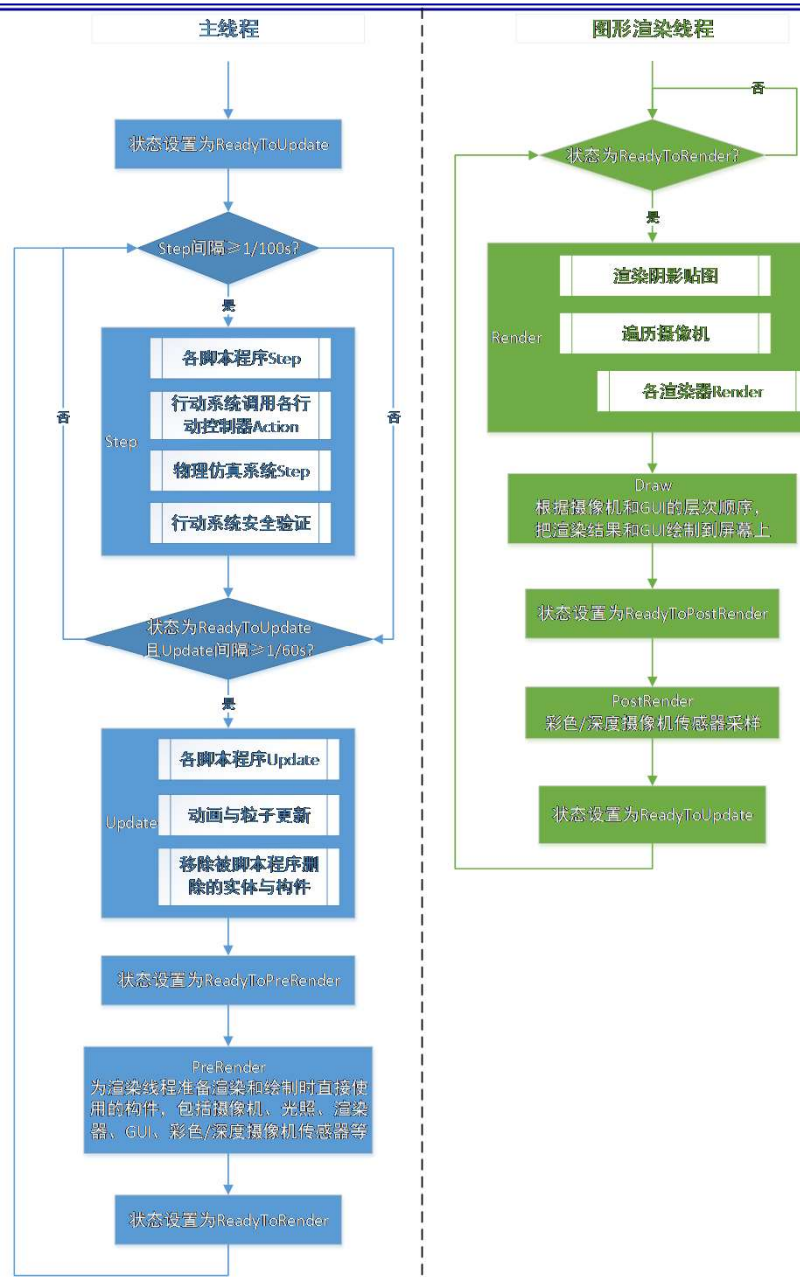 主线程
状态设置为ReadyToUpdate
Step间隔≥1/100s?
是
各脚本程序Step
行动系统调用各行
动控制器Action
Step
物理仿真系统Step
行动系统安全验证
否
否
状态为ReadyToUpdate
且Update间隔≥1/60s?
是
各脚本程序Update
Update
动画与粒子更新
移除被脚本程序删
除的实体与构件
状态设置为ReadyToPreRender
PreRender
为渲染线程准备渲染和绘制时直接使
用的构件，包括摄像机、光照、渲染
器、GUI、彩色/深度摄像机传感器等
状态设置为ReadyToRender
图形渲染线程
否
状态为ReadyToRender?
是
渲染阴影贴图
Render
遍历摄像机
各渲染器Render
Draw
根据摄像机和GUI的层次顺序，
把渲染结果和GUI绘制到屏幕上
状态设置为ReadyToPostRender
PostRender
彩色/深度摄像机传感器采样
状态设置为ReadyToUpdate